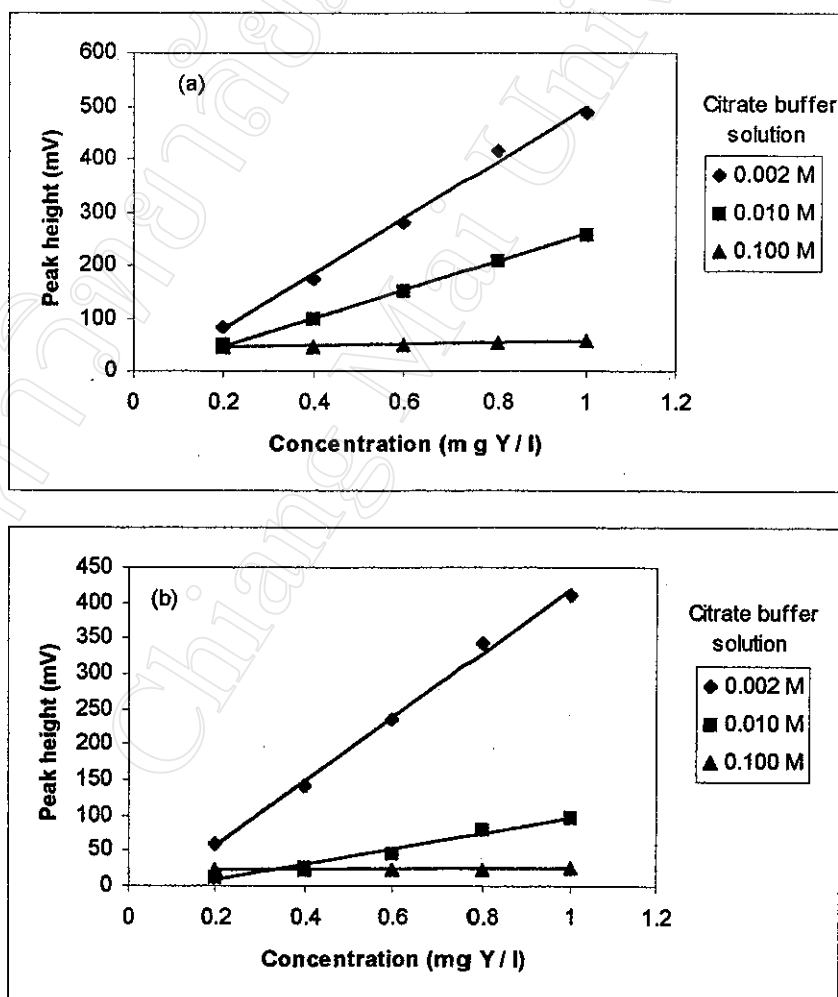 (a)
Peak height (mV)
600
500
400
300
200
100
0
0 0.2 0.4 0.6 0.8 1 1.2
Concentration (m g Y / l)
Citrate buffer
solution
0.002 M
0.010 M
0.100 M
(b)
Peak height (mV)
450
400
350
300
250
200
150
100
50
0
0 0.2 0.4 0.6 0.8 1 1.2
Concentration (mg Y / l)
Citrate buffer
solution
0.002 M
0.010 M
0.100 M
Chiang Mai Univ